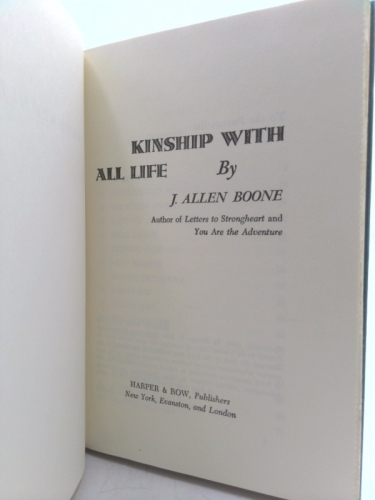 KINSHIP WITH
ALL LIFE By
J. ALLEN BOONE
Author of Letters to Strongheart and
You Are the Adventure
HARPER & ROW, Publishers
New York, Evanston, and London